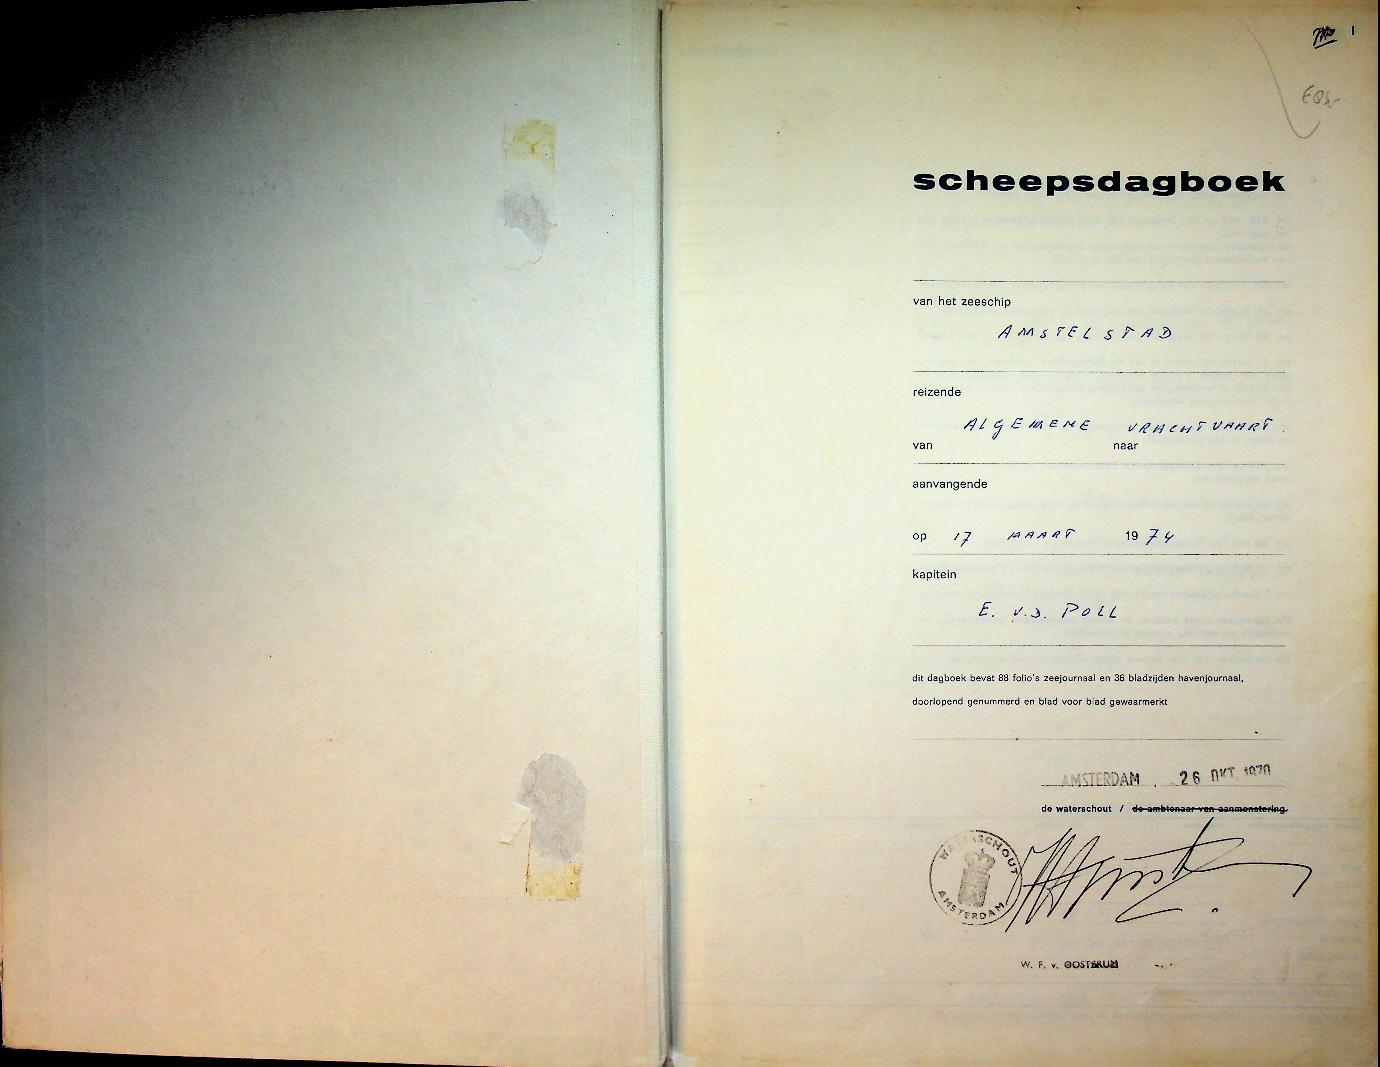 1
scheepsdagboek
van het zeeschip
AMSTELSTAD
reizende
ALGEMENE VRACHTVAART.
van naar
aanvangende
op 17 MAART 1974
kapitein
E. v.d. POLL
dit dagboek bevat 88 folio's zeejournaal en 36 bladzijden havenjournaal,
doorlopend genummerd en blad voor blad gewaarmerkt
AMSTERDAM, 26 OKT. 1970
de waterschout / de ambtenaar van aanmonstering.
WATERSCHOUT
AMSTERDAM
W. F. v. OOSTERUM